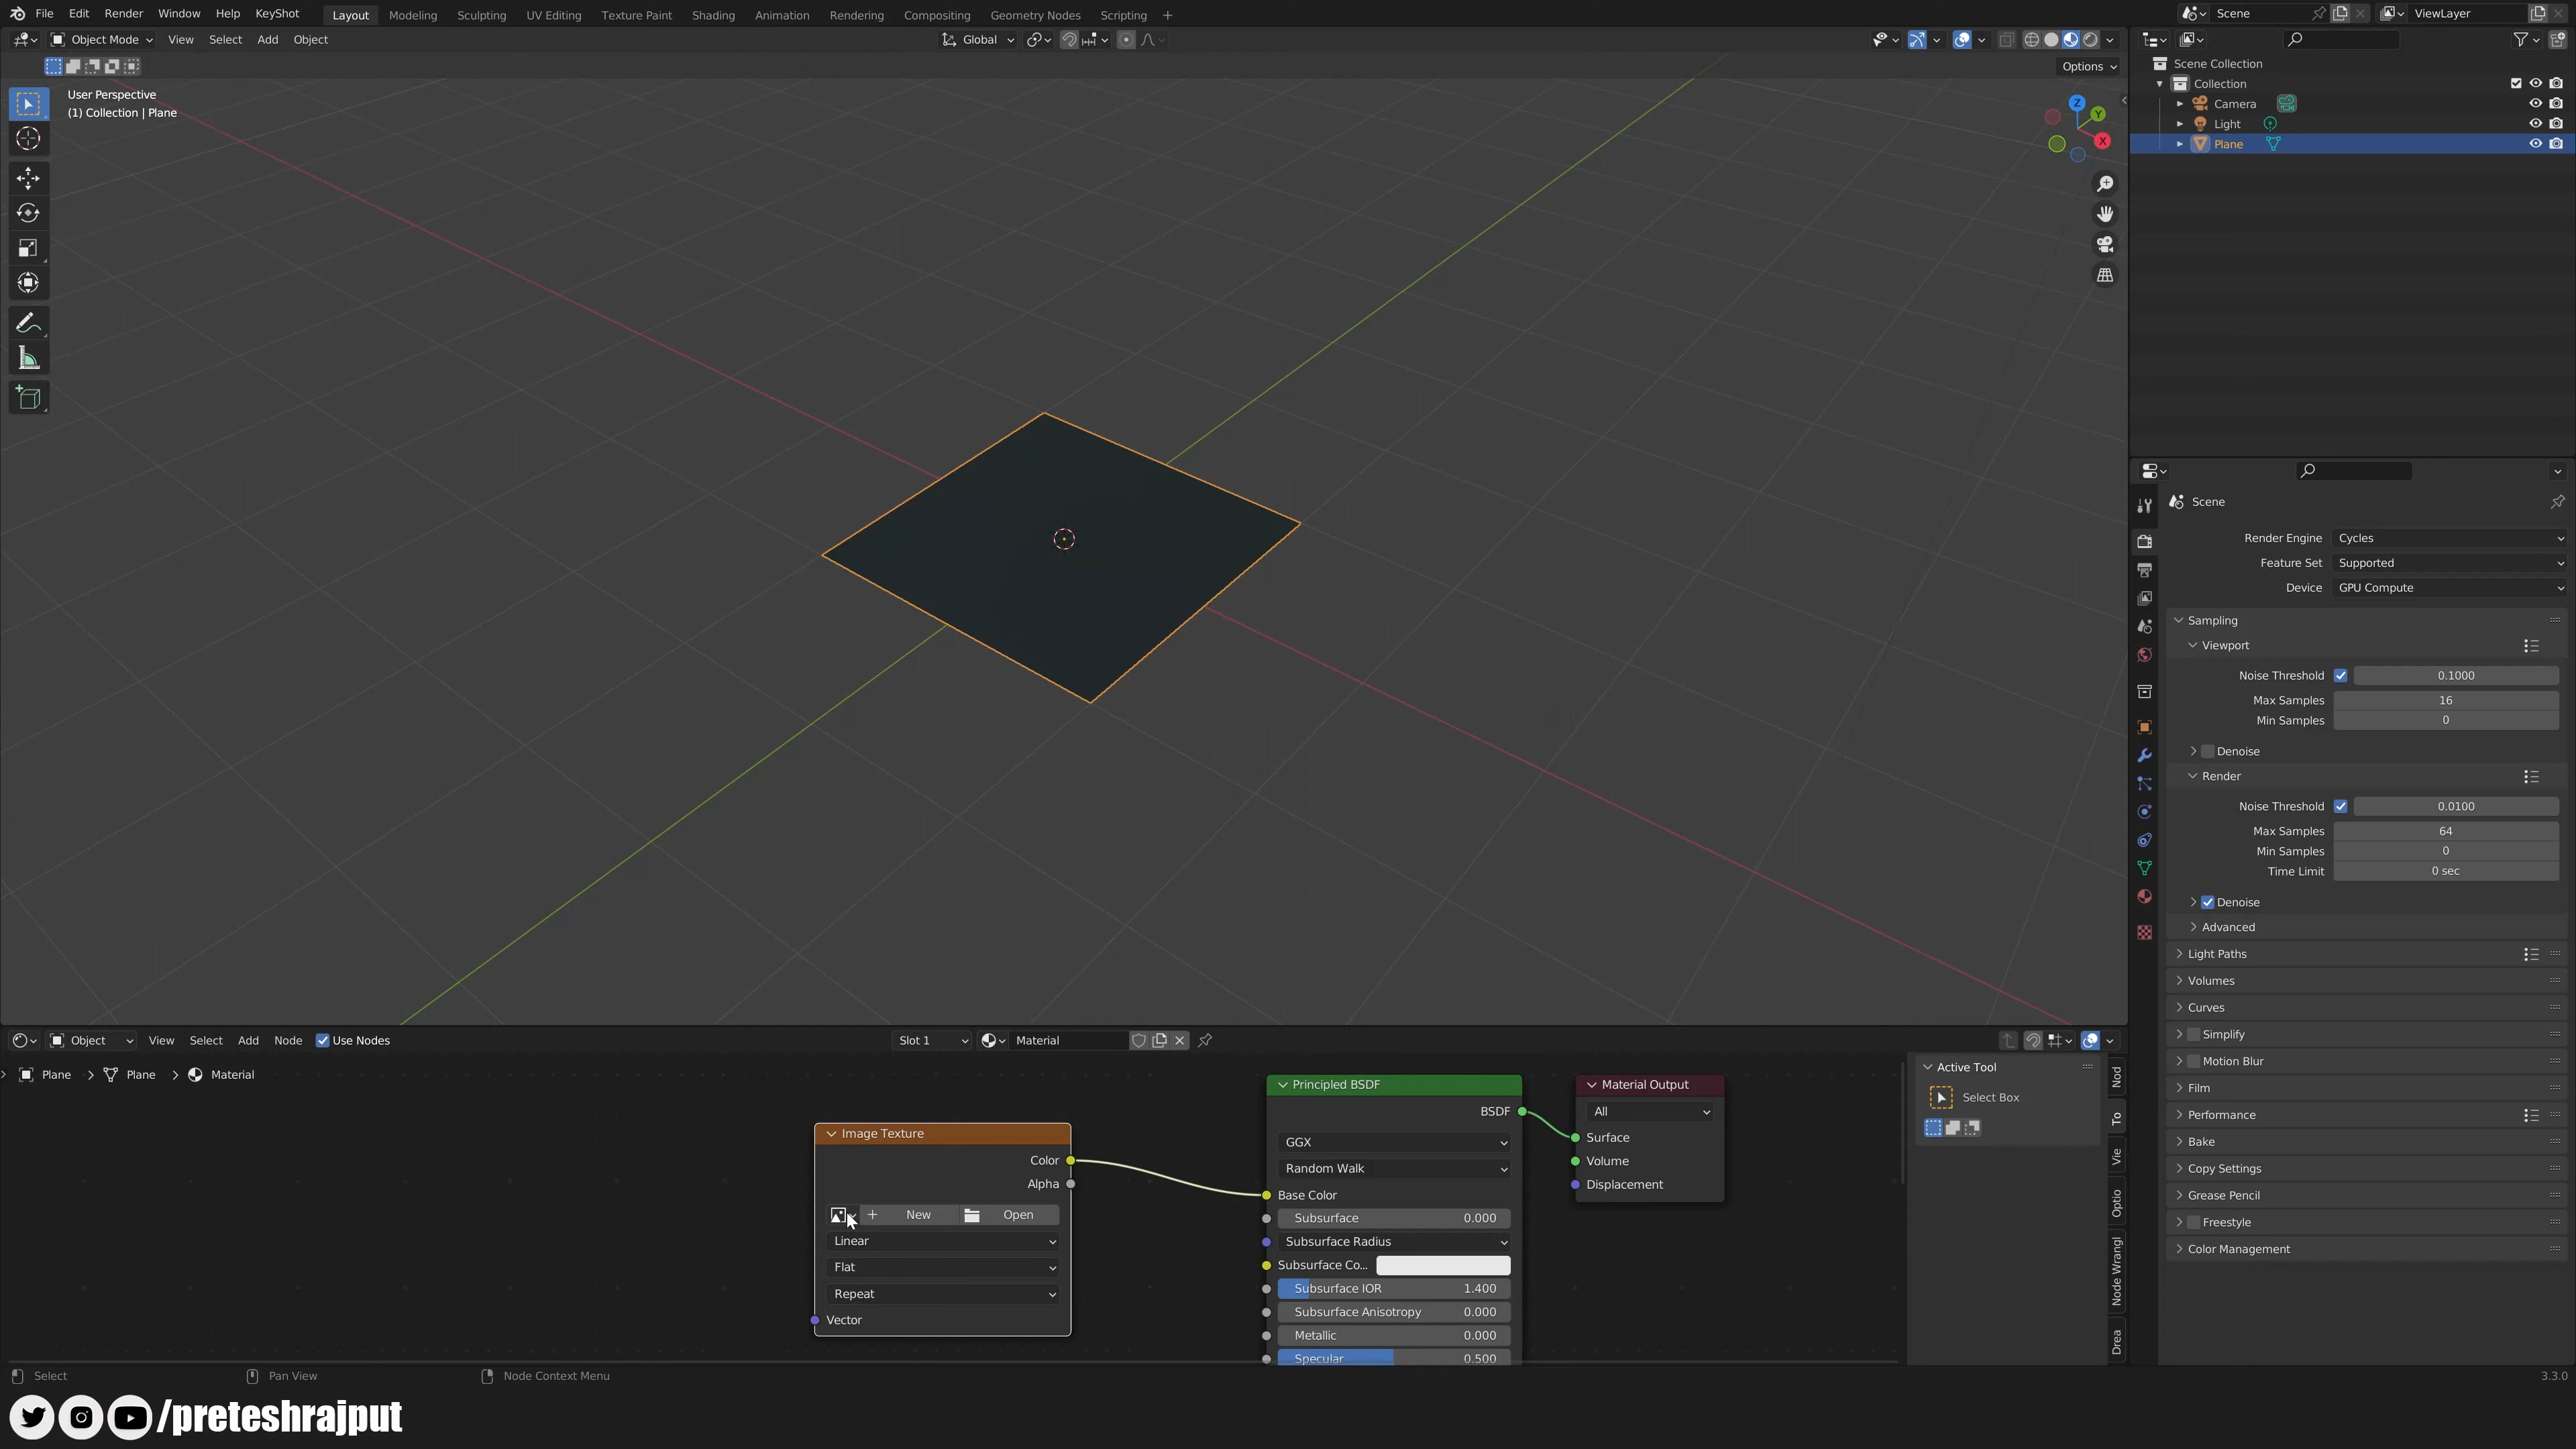 File Edit Render Window Help KeyShot Layout Modeling Sculpting UV Editing Texture Paint Shading Animation Rendering Compositing Geometry Nodes Scripting + Scene ViewLayer
Object Mode View Select Add Object Global
Options
User Perspective
(1) Collection | Plane
Z
Y
X
Scene Collection
Collection
Camera
Light
Plane
Scene
Render Engine Cycles
Feature Set Supported
Device GPU Compute
Sampling
Viewport
Noise Threshold 0.1000
Max Samples 16
Min Samples 0
Denoise
Render
Noise Threshold 0.0100
Max Samples 64
Min Samples 0
Time Limit 0 sec
Denoise
Advanced
Light Paths
Volumes
Curves
Simplify
Motion Blur
Film
Performance
Bake
Copy Settings
Grease Pencil
Freestyle
Color Management
Object View Select Add Node Use Nodes Slot 1 Material
Plane > Plane > Material
Image Texture
Color
Alpha
+ New Open
Linear
Flat
Repeat
Vector
Principled BSDF
BSDF
GGX
Random Walk
Base Color
Subsurface 0.000
Subsurface Radius
Subsurface Co...
Subsurface IOR 1.400
Subsurface Anisotropy 0.000
Metallic 0.000
Specular 0.500
Material Output
All
Surface
Volume
Displacement
Active Tool
Select Box
Nod
To
Vie
Optio
Node Wrangl
Drea
Select Pan View Node Context Menu 3.3.0
/preteshrajput